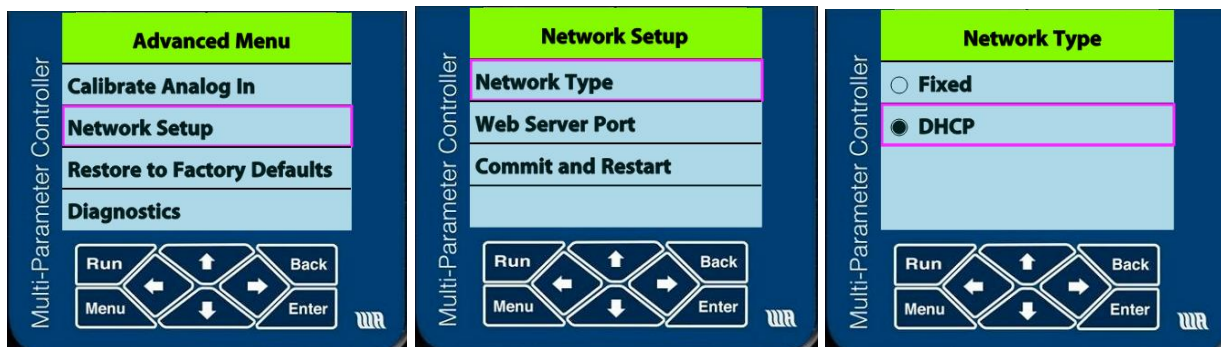 Multi-Parameter Controller
Advanced Menu
Calibrate Analog In
Network Setup
Restore to Factory Defaults
Diagnostics
Run
Back
Menu
Enter
Multi-Parameter Controller
Network Setup
Network Type
Web Server Port
Commit and Restart
Run
Back
Menu
Enter
Multi-Parameter Controller
Network Type
Fixed
DHCP
Run
Back
Menu
Enter